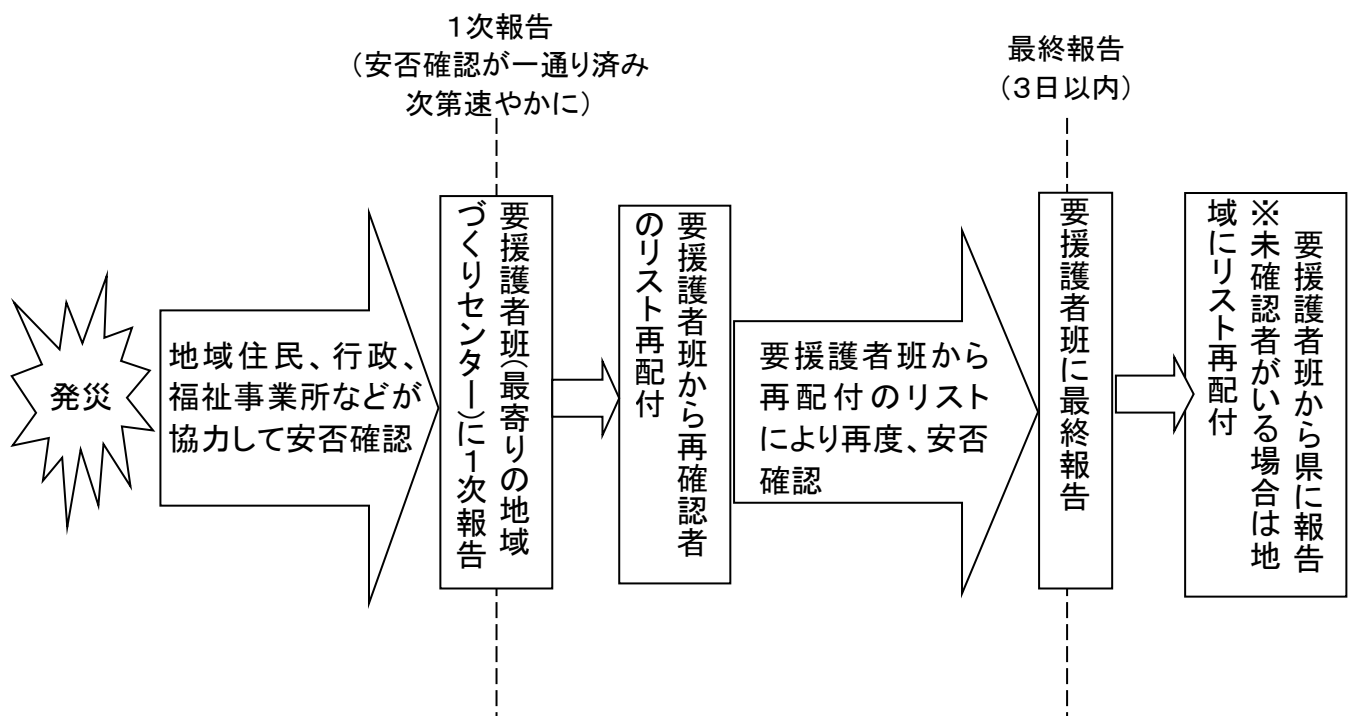 1次報告
（安否確認が一通り済み
次第速やかに）
最終報告
（3日以内）
発災
地域住民、行政、
福祉事業所などが
協力して安否確認
要援護者班（最寄りの地域
づくりセンター）に1次報告
要援護者班から再確認者
のリスト再配付
要援護者班から
再配付のリスト
により再度、安否
確認
要援護者班に最終報告
要援護者班から県に報告
※未確認者がいる場合は地
域にリスト再配付